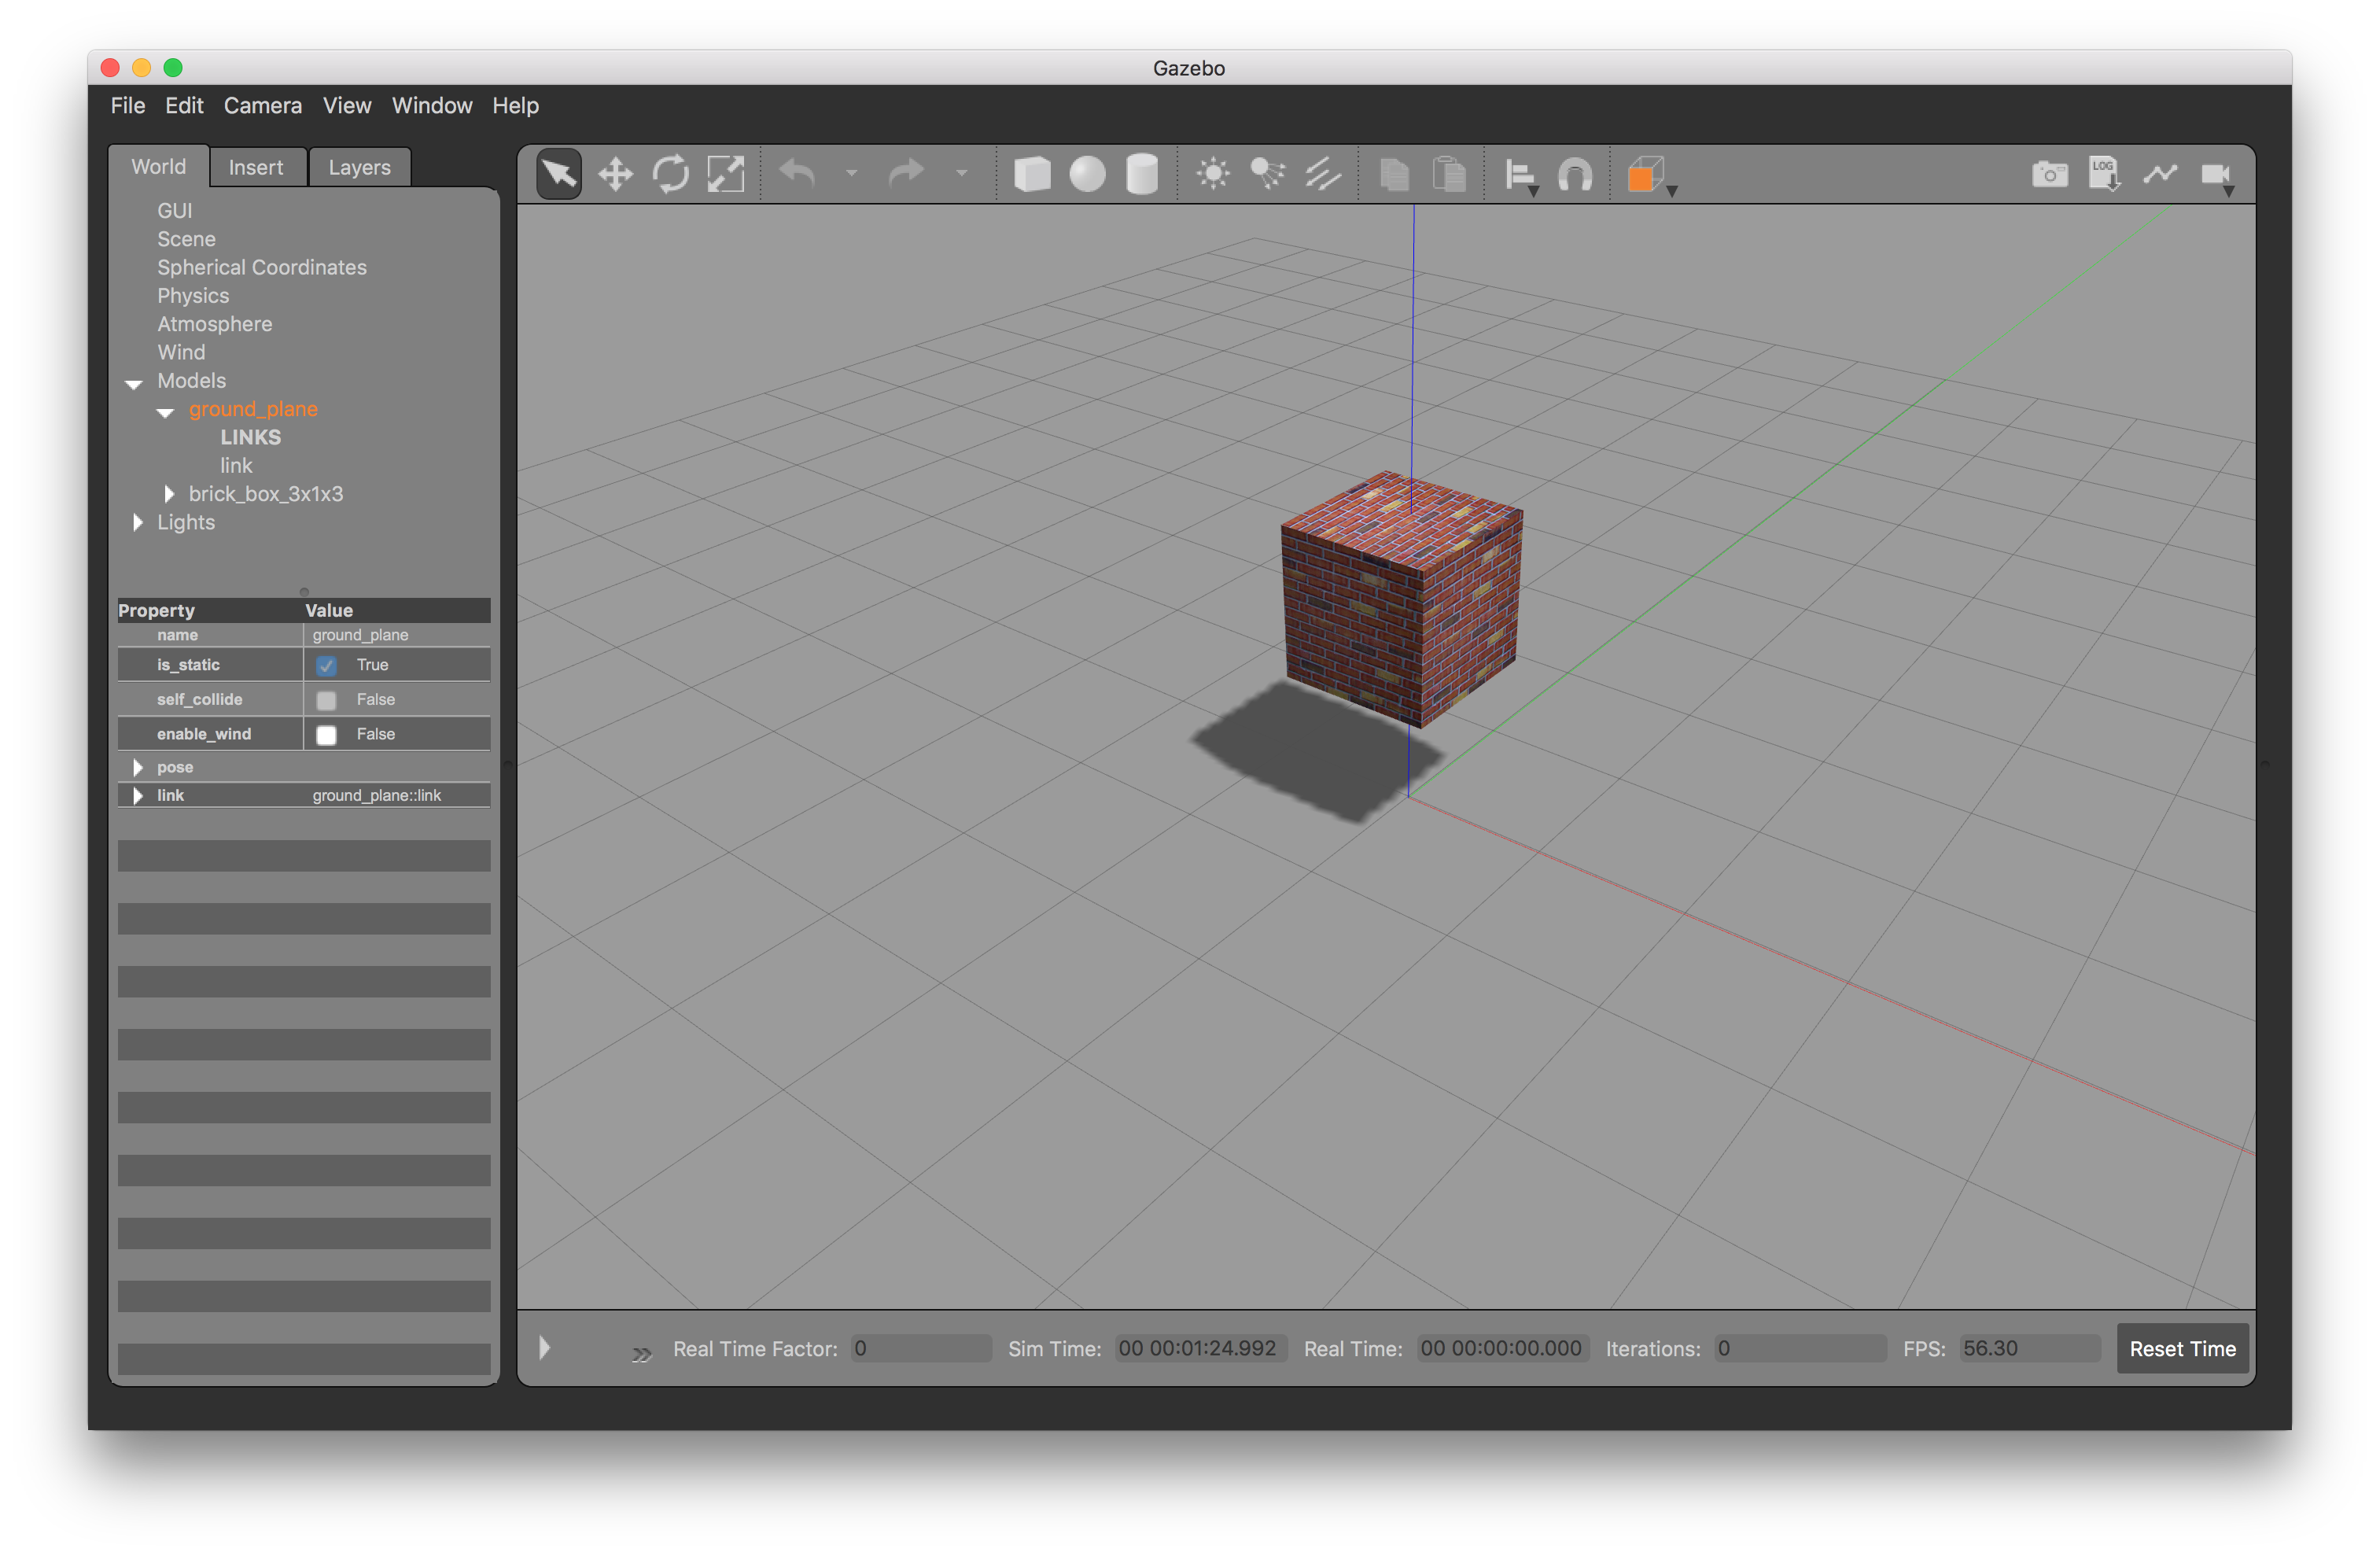 Gazebo
File Edit Camera View Window Help
World Insert Layers
LOG
GUI
Scene
Spherical Coordinates
Physics
Atmosphere
Wind
Models
ground_plane
LINKS
link
brick_box_3x1x3
Lights
Property Value
name ground_plane
is_static True
self_collide False
enable_wind False
pose
link ground_plane::link
Real Time Factor: 0 Sim Time: 00 00:01:24.992 Real Time: 00 00:00:00.000 Iterations: 0 FPS: 56.30 Reset Time